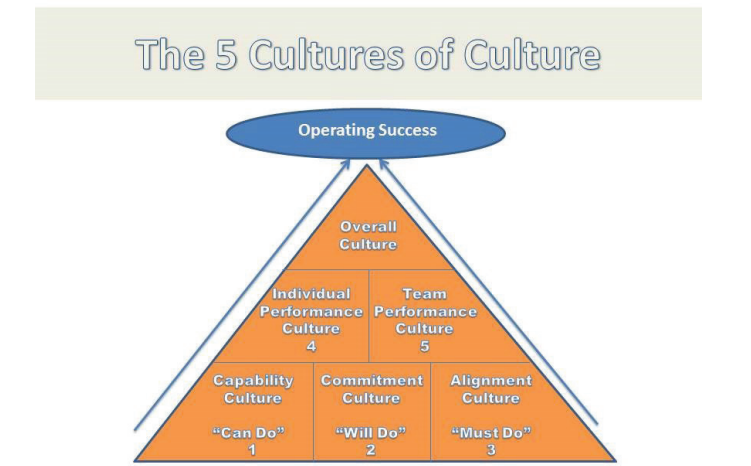 The 5 Cultures of Culture
Operating Success
Overall
Culture
Individual
Performance
Culture
4
Team
Performance
Culture
5
Capability
Culture
“Can Do”
1
Commitment
Culture
“Will Do”
2
Alignment
Culture
“Must Do”
3